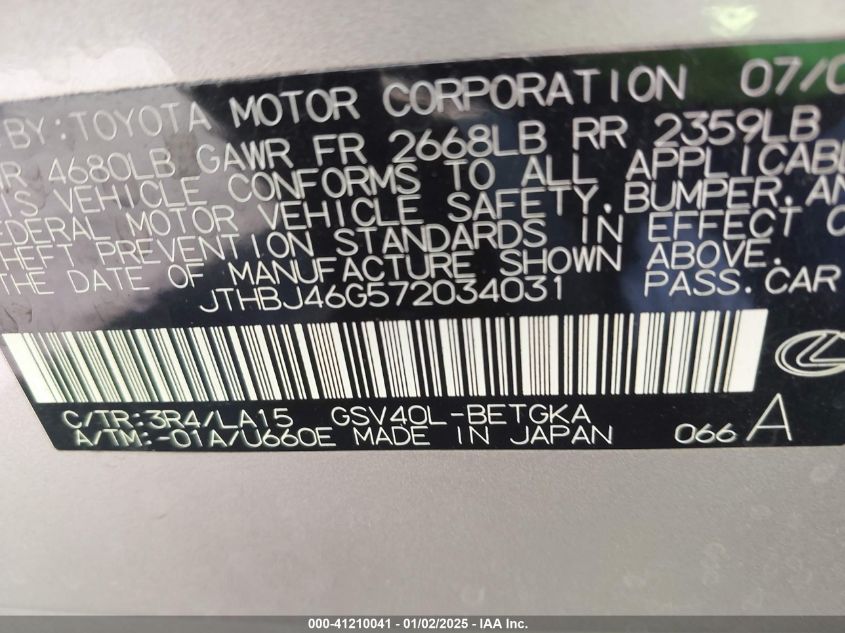 BY: TOYOTA MOTOR CORPORATION 07/0
R 4680LB GAWR FR 2668LB RR 2359LB
IS VEHICLE CONFORMS TO ALL APPLICABL
EDERAL MOTOR VEHICLE SAFETY, BUMPER, AN
HEFT PREVENTION STANDARDS IN EFFECT O
THE DATE OF MANUFACTURE SHOWN ABOVE.
JTHBJ46G572034031 PASS. CAR
C/TR:3R4/LA15 GSV40L-BETGKA
A/TM:-01A/U660E MADE IN JAPAN 066 A
000-41210041 - 01/02/2025 - IAA, Inc.